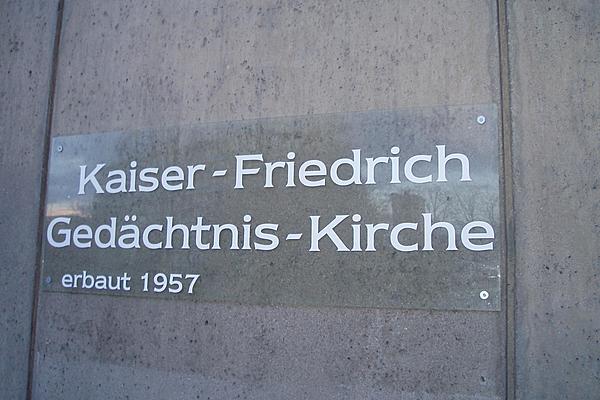 Kaiser-Friedrich
Gedächtnis-Kirche
erbaut 1957